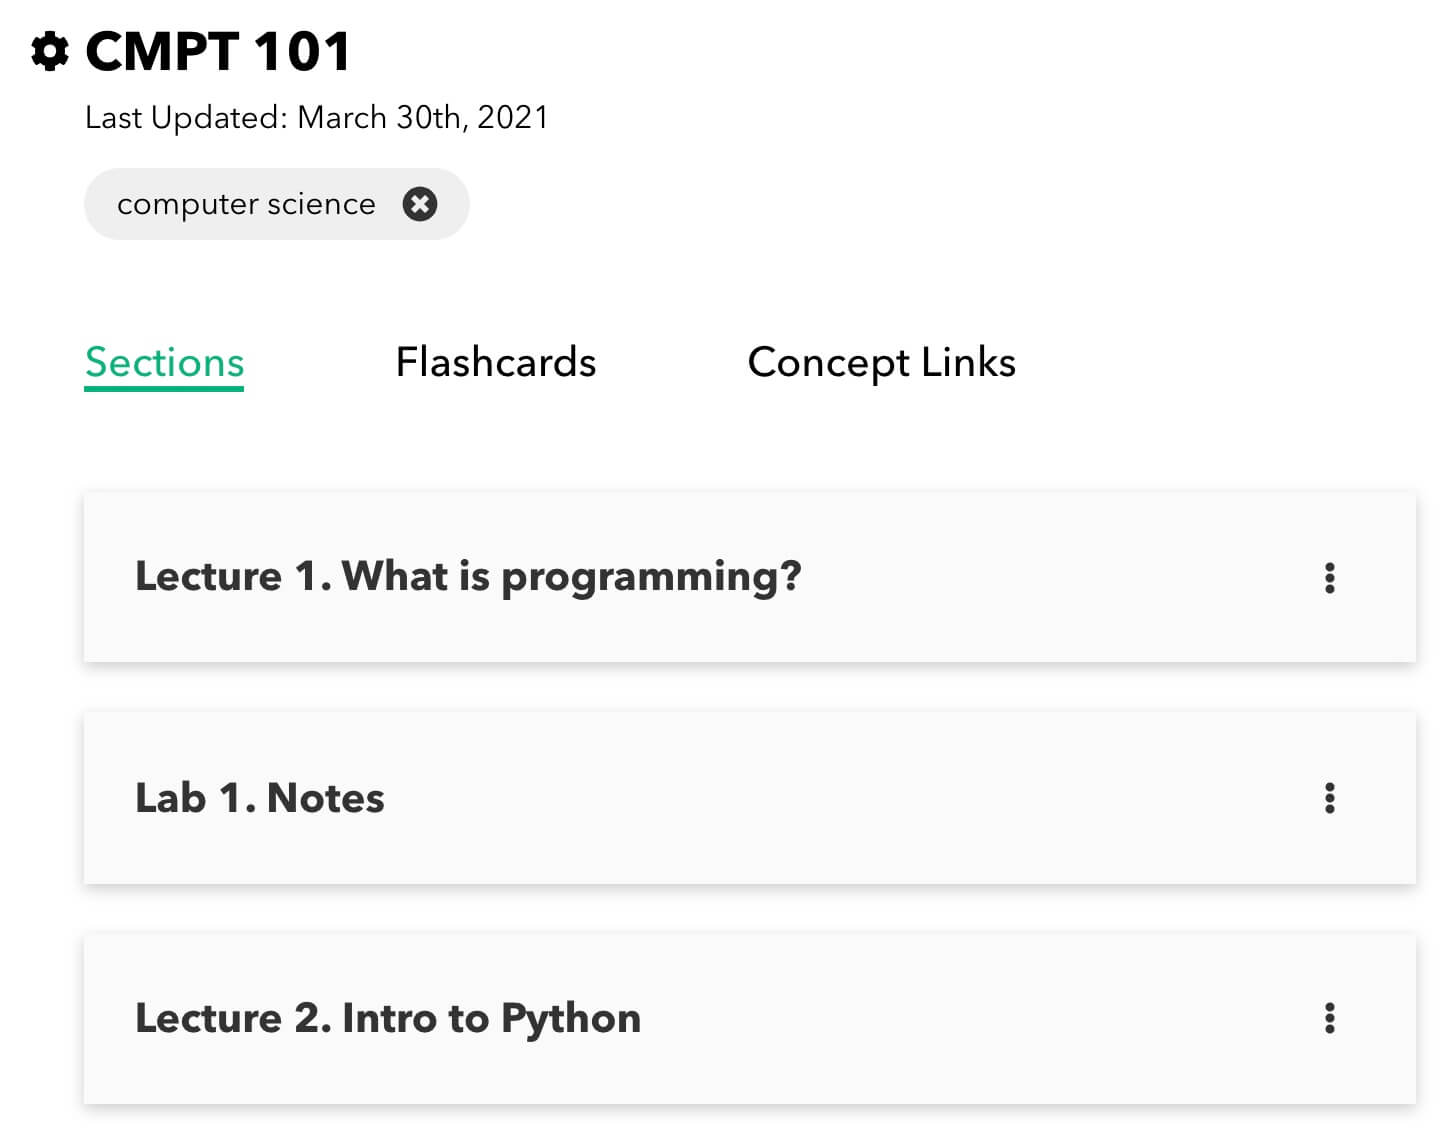 CMPT 101
Last Updated: March 30th, 2021
computer science
Sections Flashcards Concept Links
Lecture 1. What is programming?
Lab 1. Notes
Lecture 2. Intro to Python